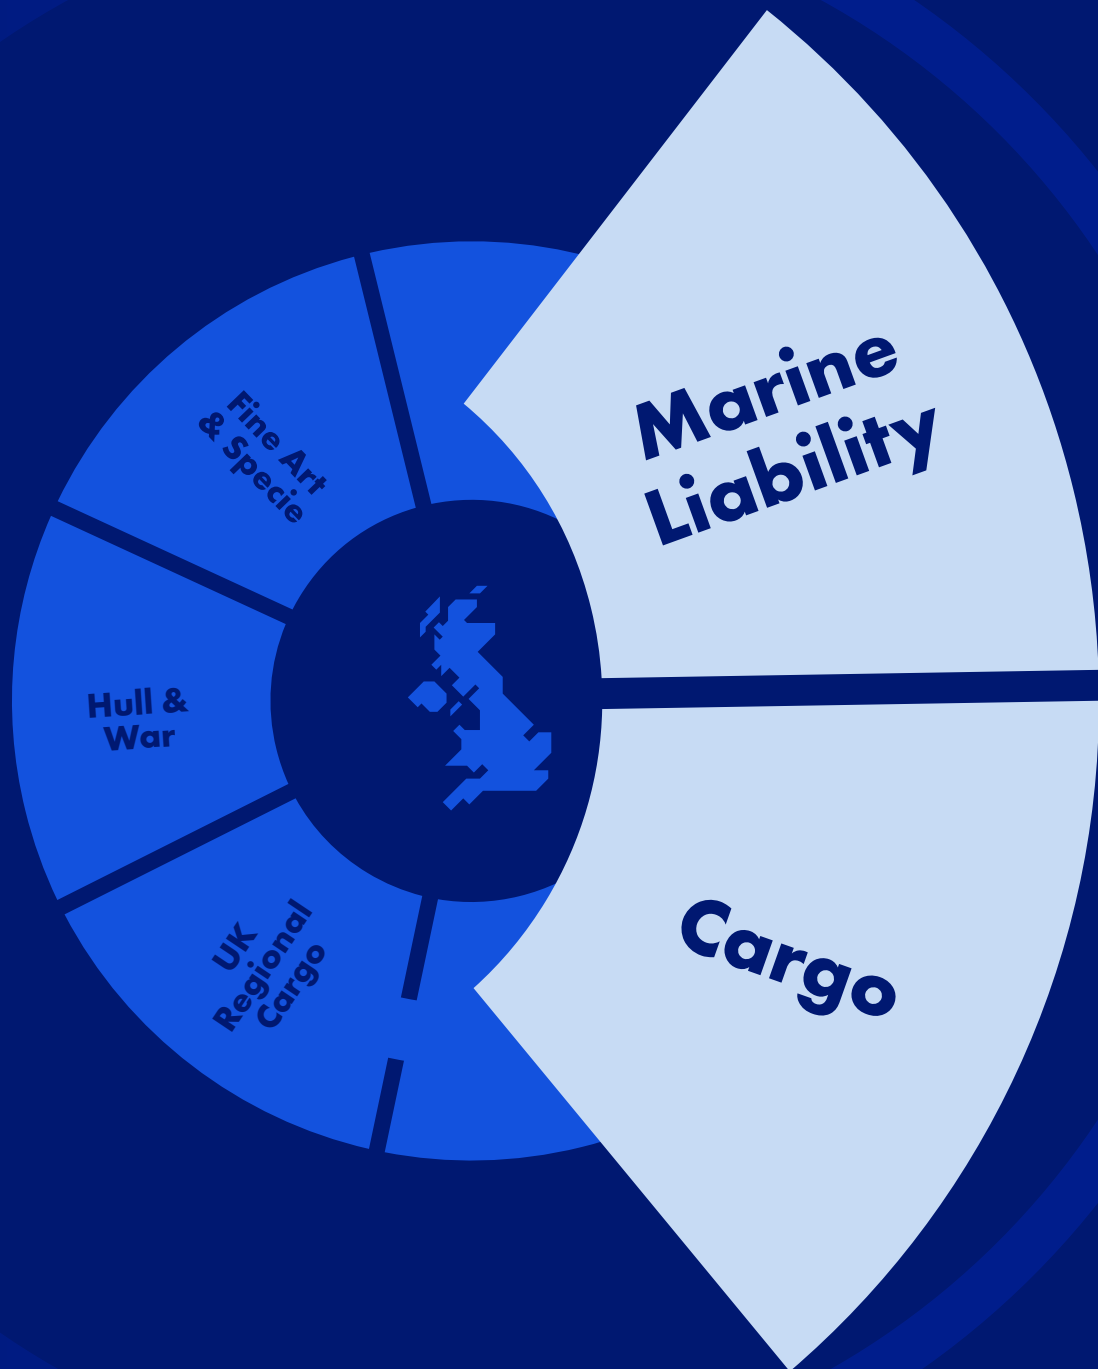 Marine
Liability
Fine Art
& Specie
Hull &
War
UK
Regional
Cargo
Cargo